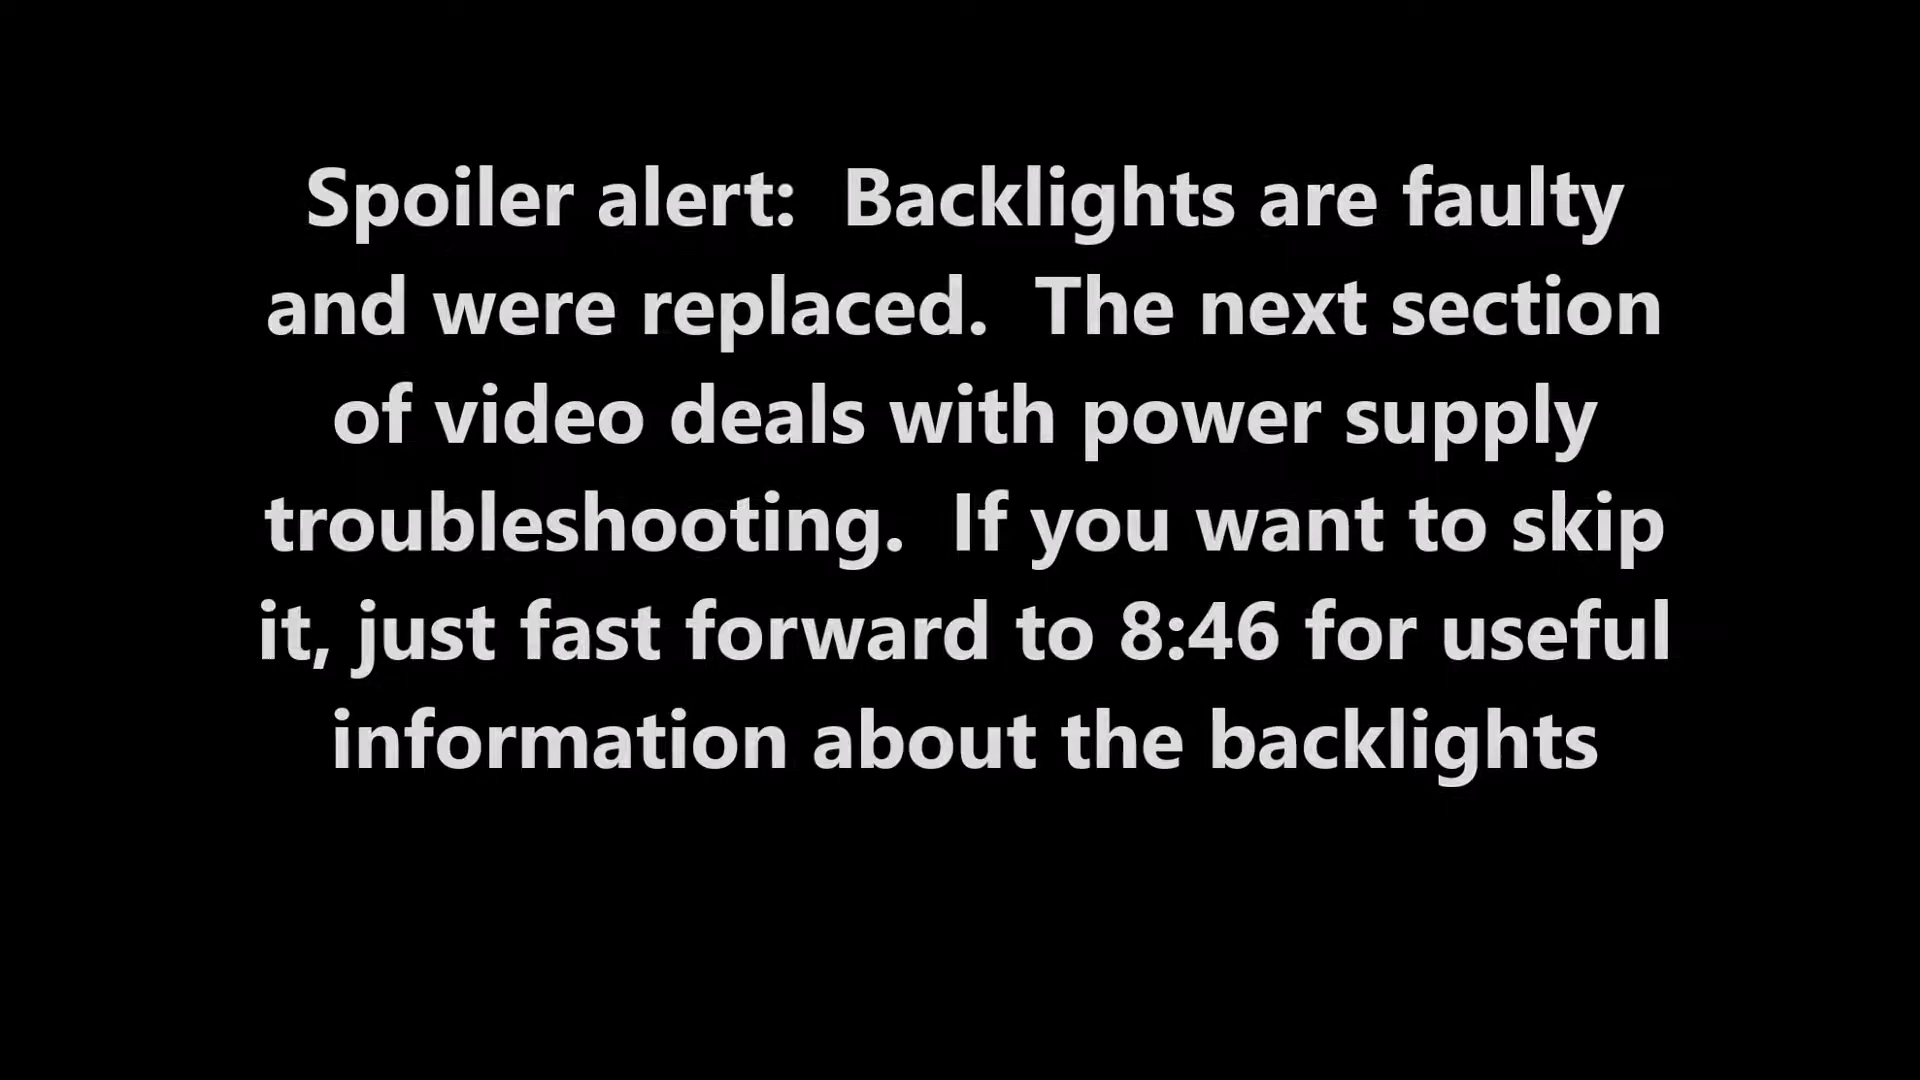 Spoiler alert:  Backlights are faulty
and were replaced.  The next section
of video deals with power supply
troubleshooting.  If you want to skip
it, just fast forward to 8:46 for useful
information about the backlights